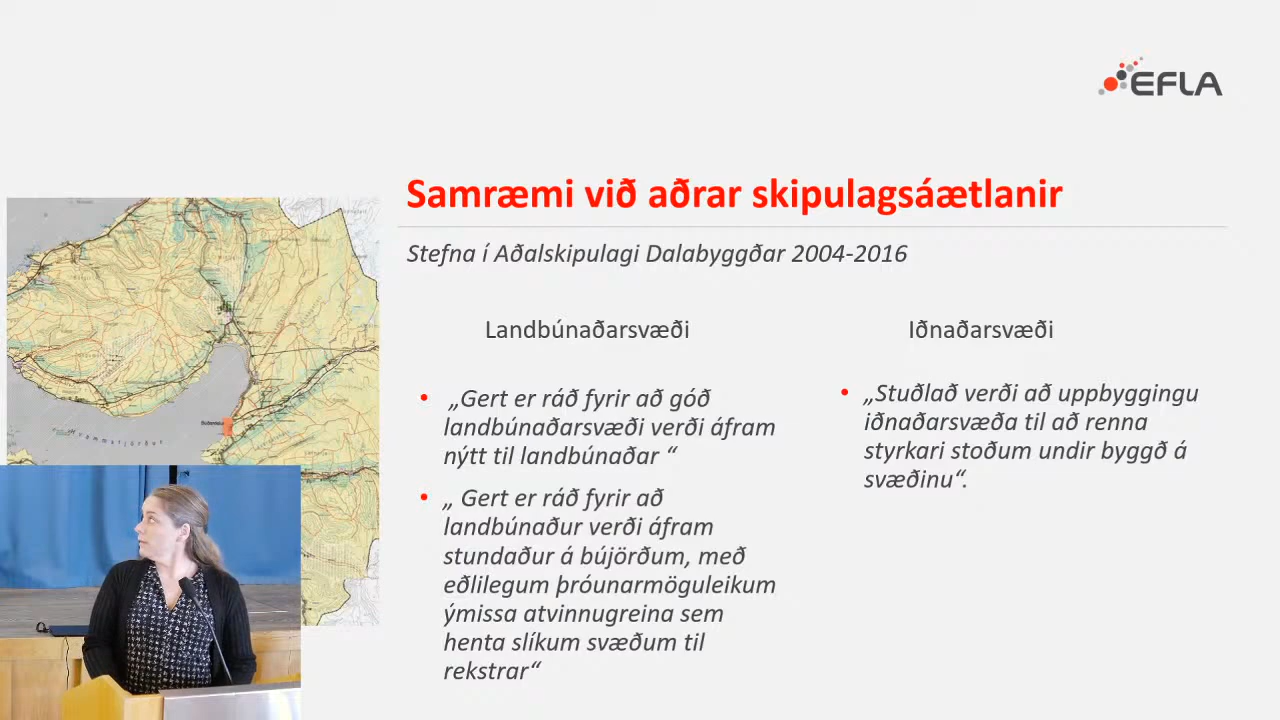 EFLA
Samræmi við aðrar skipulagsáætlanir
Stefna í Aðalskipulagi Dalabyggðar 2004-2016
Landbúnaðarsvæði
• „Gert er ráð fyrir að góð
landbúnaðarsvæði verði áfram
nýtt til landbúnaðar “
• „ Gert er ráð fyrir að
landbúnaður verði áfram
stundaður á bújörðum, með
eðlilegum þróunarmöguleikum
ýmissa atvinnugreina sem
henta slíkum svæðum til
rekstrar“
Iðnaðarsvæði
• „Stuðlað verði að uppbyggingu
iðnaðarsvæða til að renna
styrkari stoðum undir byggð á
svæðinu“.